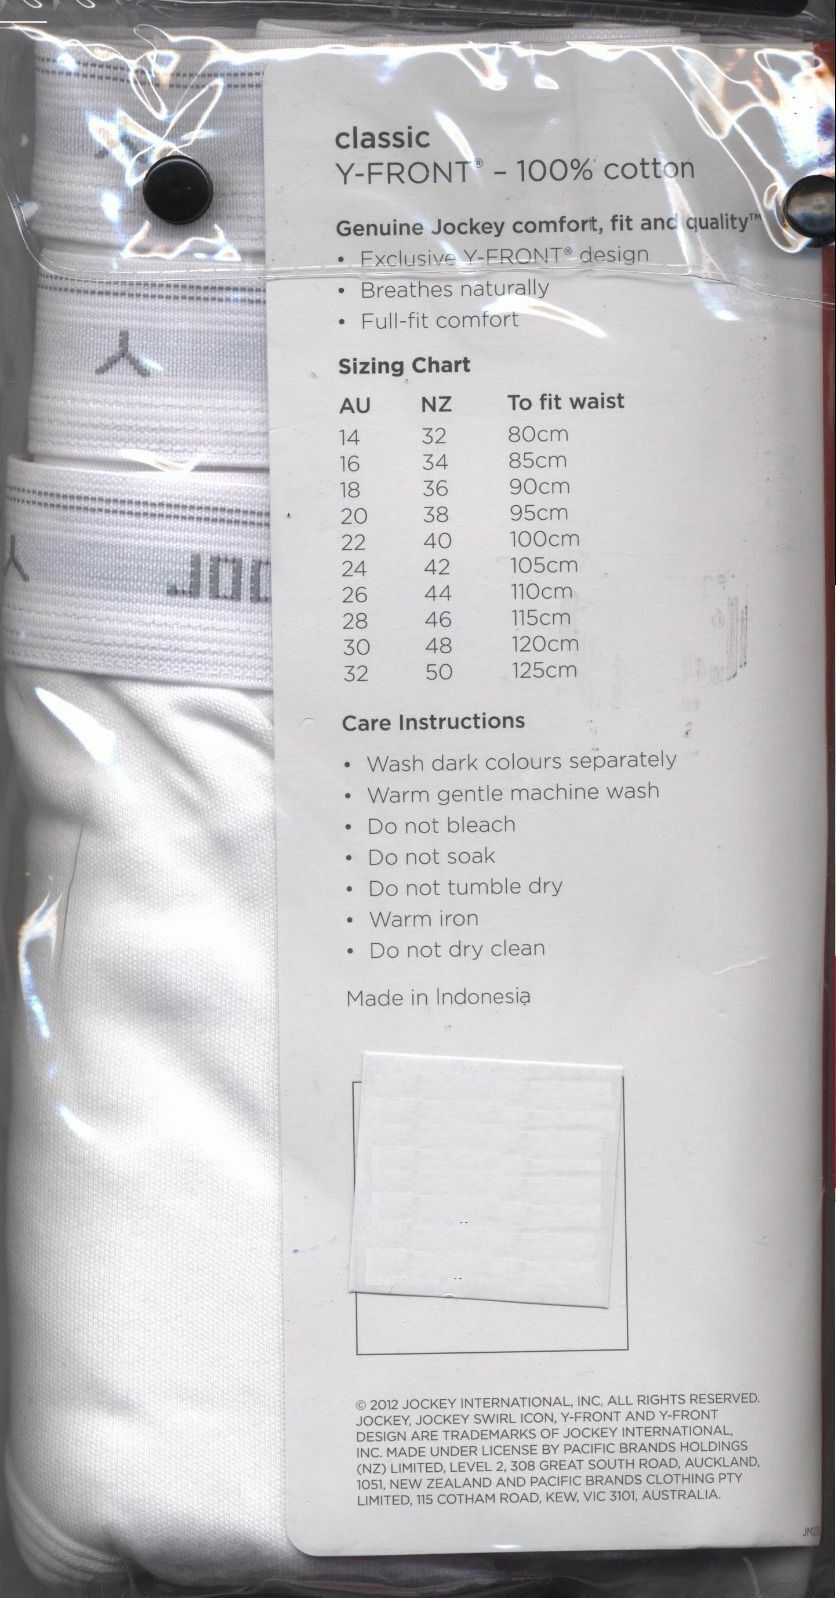 classic
Y-FRONT® – 100% cotton
Genuine Jockey comfort, fit and quality™
• Exclusive Y-FRONT® design
• Breathes naturally
• Full-fit comfort
Sizing Chart
AU NZ To fit waist
14 32 80cm
16 34 85cm
18 36 90cm
20 38 95cm
22 40 100cm
24 42 105cm
26 44 110cm
28 46 115cm
30 48 120cm
32 50 125cm
Care Instructions
• Wash dark colours separately
• Warm gentle machine wash
• Do not bleach
• Do not soak
• Do not tumble dry
• Warm iron
• Do not dry clean
Made in Indonesia
© 2012 JOCKEY INTERNATIONAL, INC, ALL RIGHTS RESERVED.
JOCKEY, JOCKEY SWIRL ICON, Y-FRONT AND Y-FRONT
DESIGN ARE TRADEMARKS OF JOCKEY INTERNATIONAL,
INC. MADE UNDER LICENSE BY PACIFIC BRANDS HOLDINGS
(NZ) LIMITED, LEVEL 2, 308 GREAT SOUTH ROAD, AUCKLAND,
1051, NEW ZEALAND AND PACIFIC BRANDS CLOTHING PTY
LIMITED, 115 COTHAM ROAD, KEW, VIC 3101, AUSTRALIA.